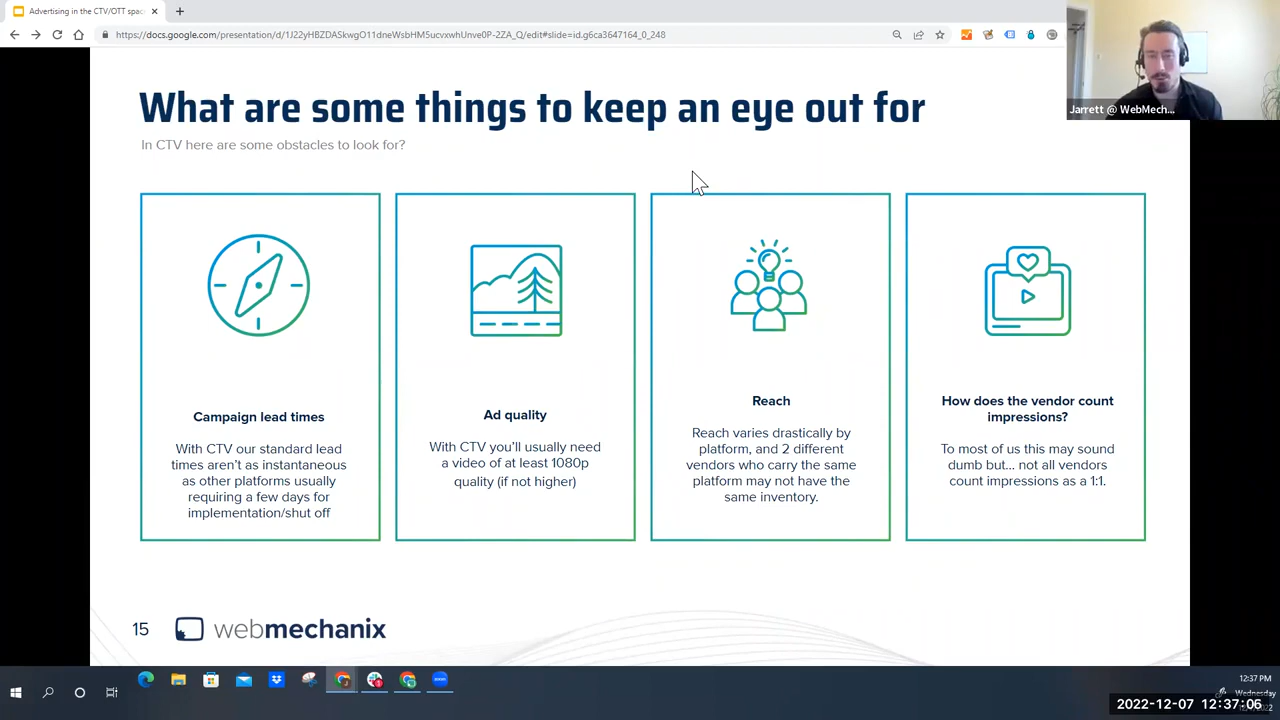 Advertising in the CTV/OTT spac
https://docs.google.com/presentation/d/1J22yHBZDASkwgO11dneWsbHM5ucvxwhUnve0P-2ZA_Q/edit#slide=id.g6ca3647164_0_248
Jarrett @ WebMech...
What are some things to keep an eye out for
In CTV here are some obstacles to look for?
Campaign lead times
With CTV our standard lead
times aren't as instantaneous
as other platforms usually
requiring a few days for
implementation/shut off
Ad quality
With CTV you'll usually need
a video of at least 1080p
quality (if not higher)
Reach
Reach varies drastically by
platform, and 2 different
vendors who carry the same
platform may not have the
same inventory.
How does the vendor count
impressions?
To most of us this may sound
dumb but... not all vendors
count impressions as a 1:1.
15
webmechanix
12:37 PM
Wednesday
2022-12-07 12:37:06